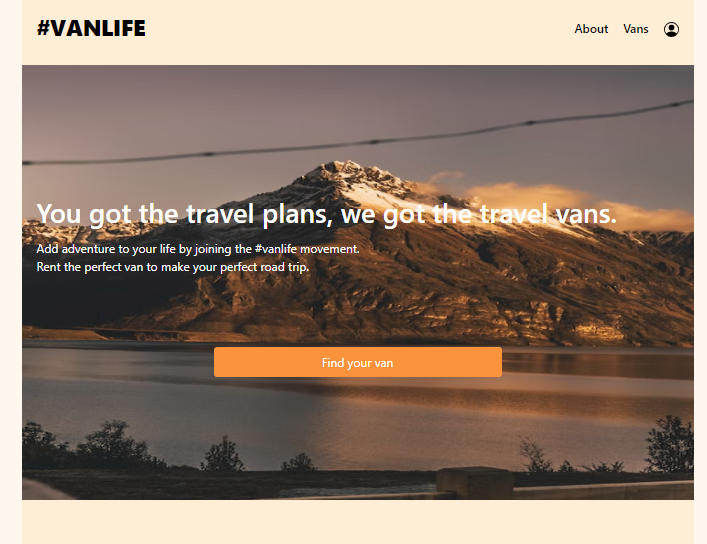 #VANLIFE
About Vans
You got the travel plans, we got the travel vans.
Add adventure to your life by joining the #vanlife movement.
Rent the perfect van to make your perfect road trip.
Find your van